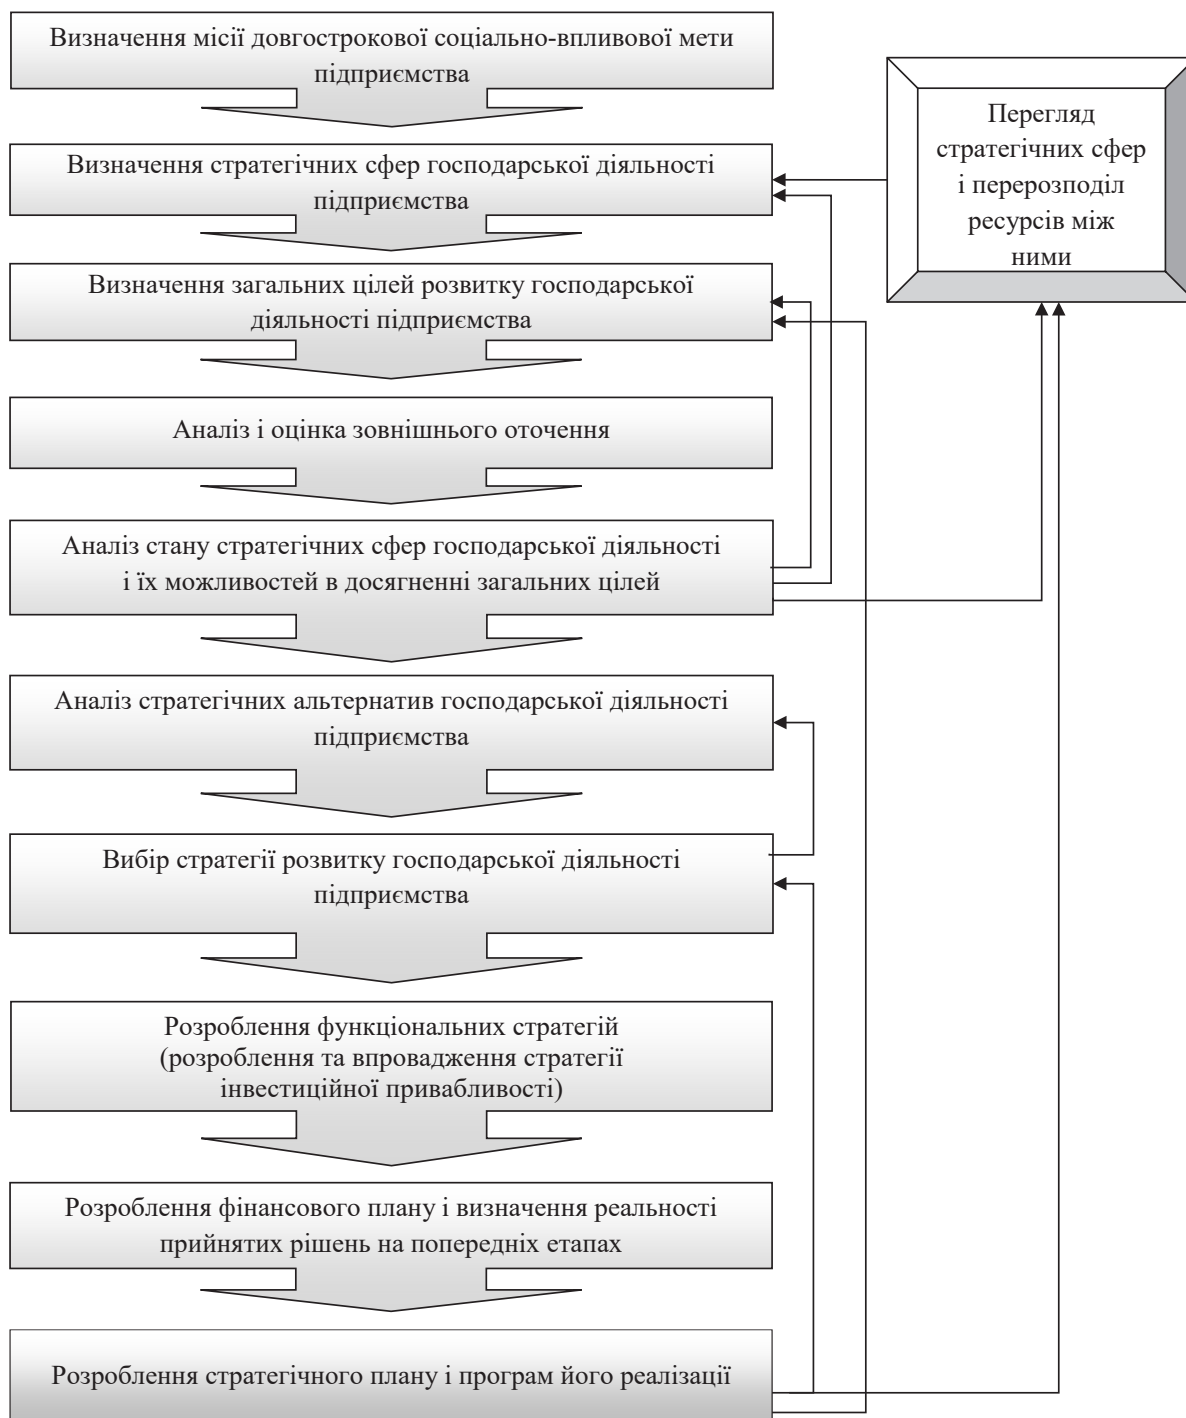 Визначення місії довгострокової соціально-впливової мети
підприємства
Визначення стратегічних сфер господарської діяльності
підприємства
Визначення загальних цілей розвитку господарської
діяльності підприємства
Аналіз і оцінка зовнішнього оточення
Аналіз стану стратегічних сфер господарської діяльності
і їх можливостей в досягненні загальних цілей
Аналіз стратегічних альтернатив господарської діяльності
підприємства
Вибір стратегії розвитку господарської діяльності
підприємства
Розроблення функціональних стратегій
(розроблення та впровадження стратегії
інвестиційної привабливості)
Розроблення фінансового плану і визначення реальності
прийнятих рішень на попередніх етапах
Розроблення стратегічного плану і програм його реалізації
Перегляд
стратегічних сфер
і перерозподіл
ресурсів між
ними